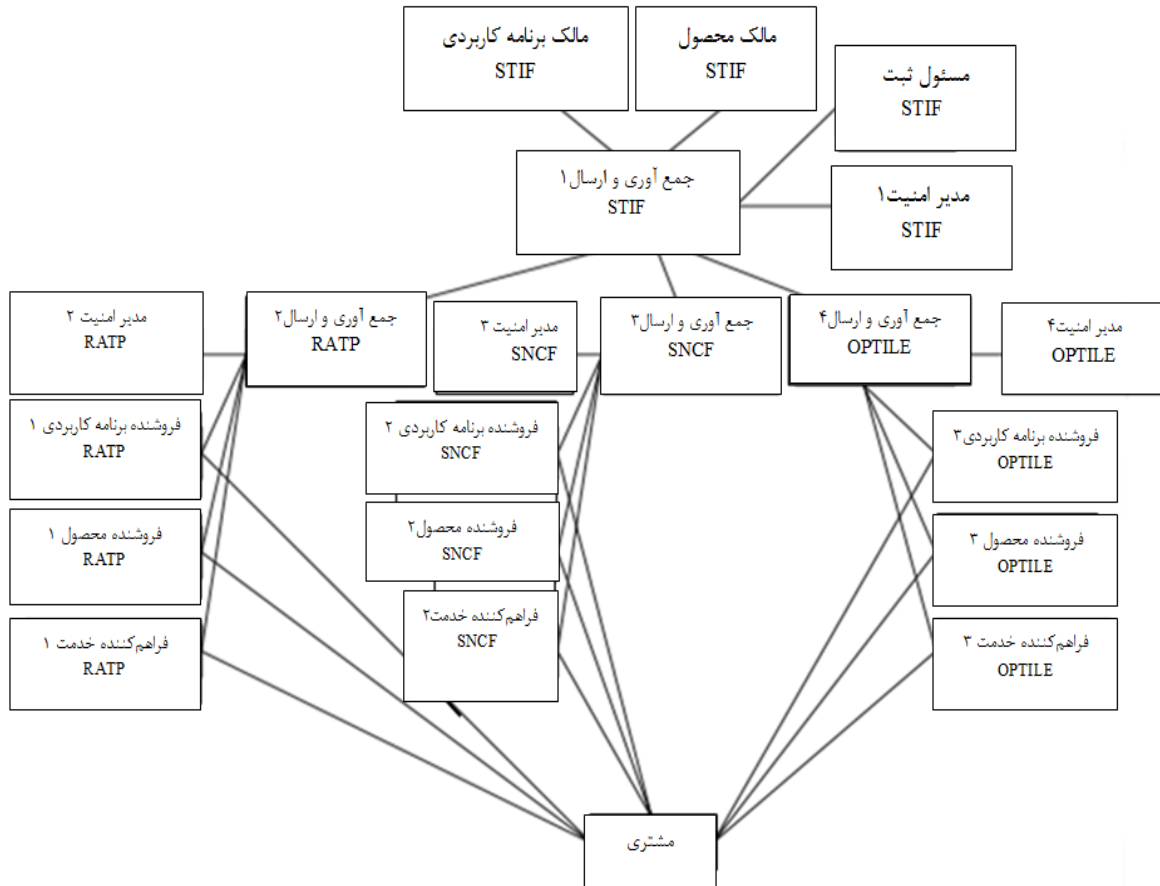 مالک برنامه کاربردی
STIF
مالک محصول
STIF
مسئول ثبت
STIF
جمع آوری و ارسال۱
STIF
مدیر امنیت۱
STIF
مدیر امنیت ۲
RATP
جمع آوری و ارسال۲
RATP
مدیر امنیت ۳
SNCF
جمع آوری و ارسال۳
SNCF
جمع آوری و ارسال۴
OPTILE
مدیر امنیت۴
OPTILE
فروشنده برنامه کاربردی ۱
RATP
فروشنده برنامه کاربردی ۲
SNCF
فروشنده برنامه کاربردی۳
OPTILE
فروشنده محصول ۱
RATP
فروشنده محصول۲
SNCF
فروشنده محصول ۳
OPTILE
فراهم‌کننده خدمت ۱
RATP
فراهم‌کننده خدمت۲
SNCF
فراهم‌کننده خدمت ۳
OPTILE
مشتری